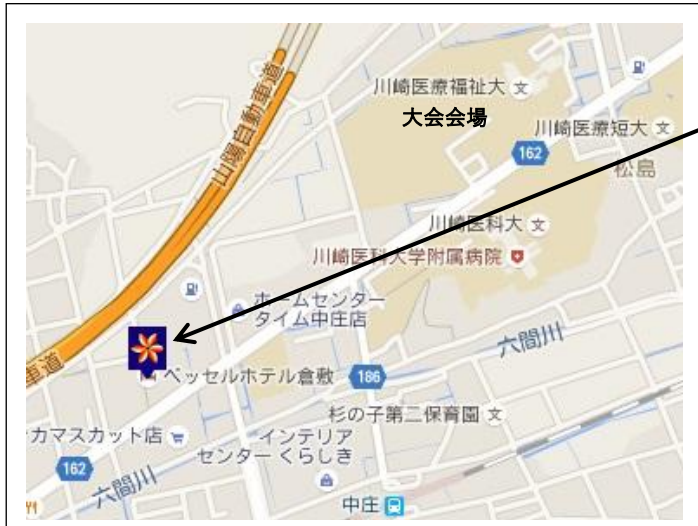 山陽自動車道
川崎医療福祉大
大会会場
川崎医療短大
162
松島
川崎医科大
川崎医科大学附属病院
ホームセンター
タイム中庄店
六間川
車道
ベッセルホテル倉敷
186
杉の子第二保育園
カマスカット店
インテリア
センター くらしき
162
六間川
中庄